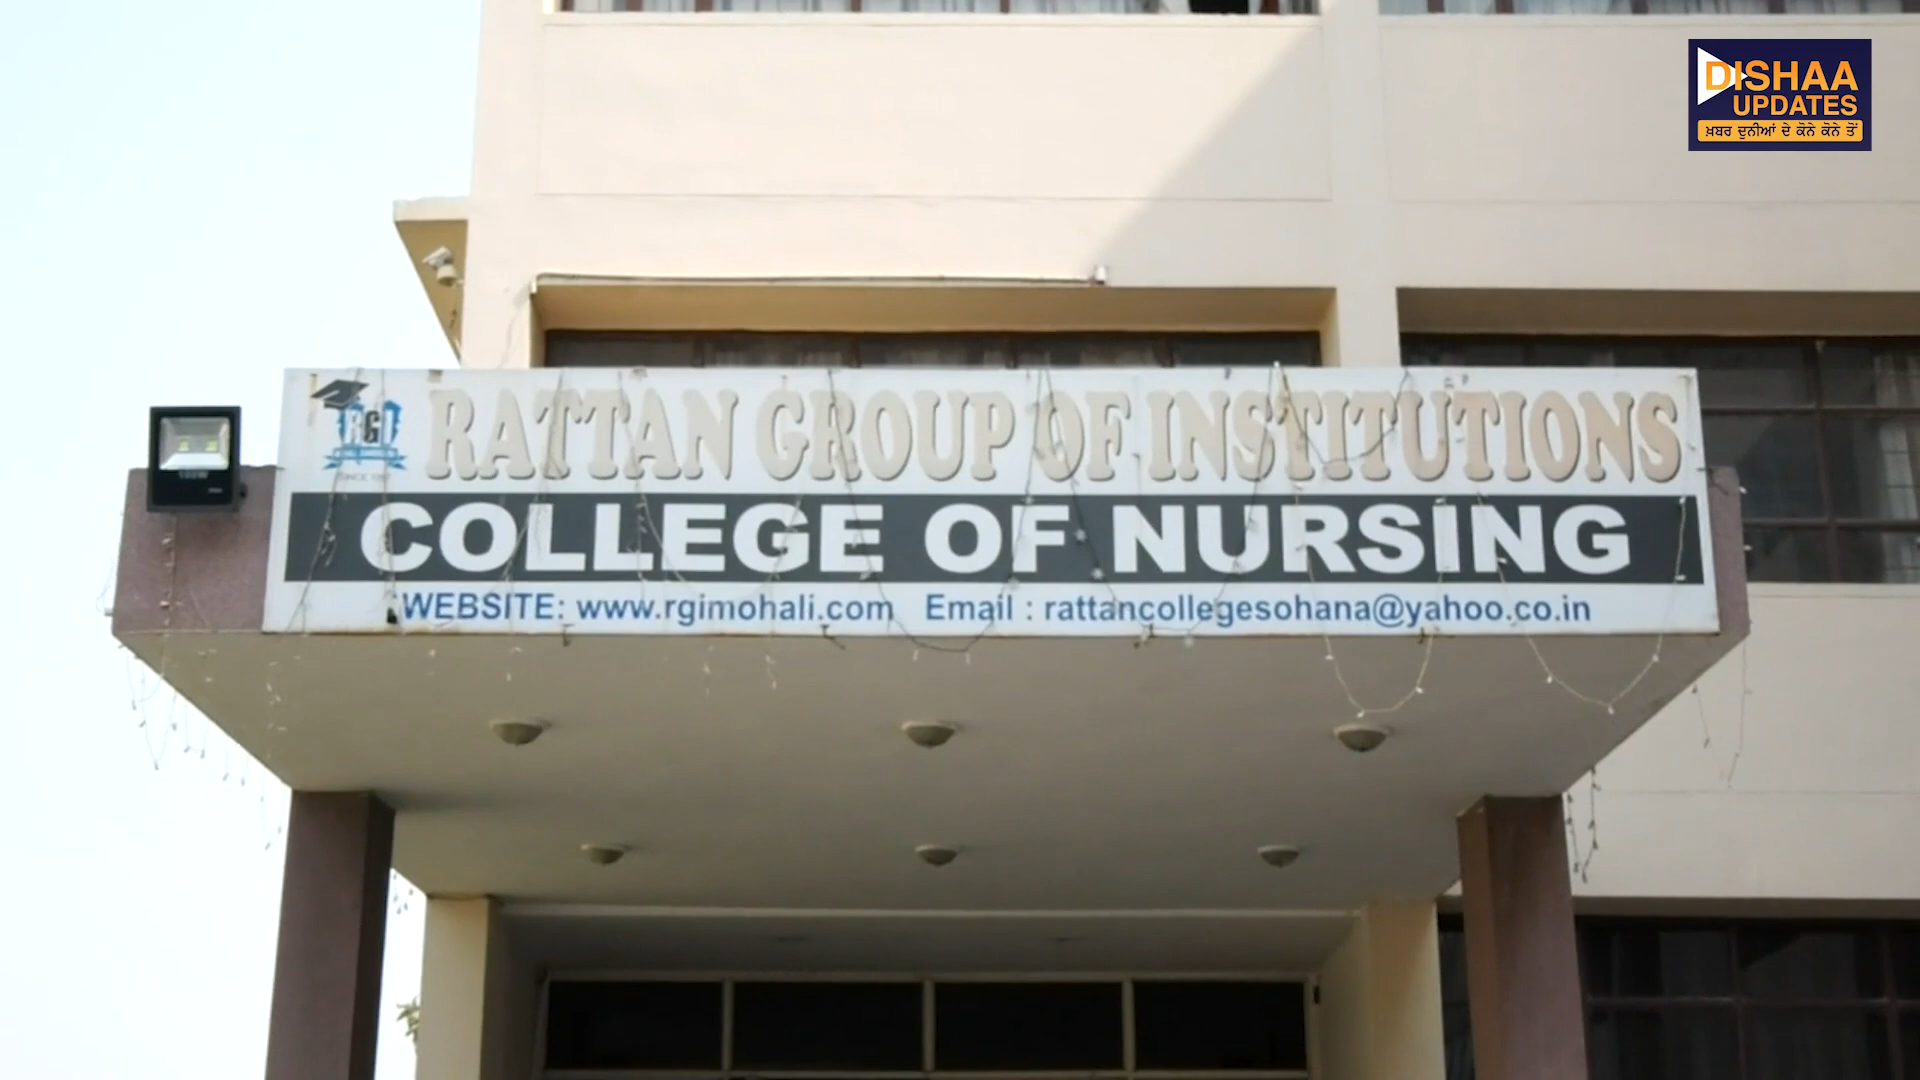 DISHAA
UPDATES
ਖ਼ਬਰ ਦੁਨੀਆਂ ਦੇ ਕੋਨੇ ਕੋਨੇ ਤੋਂ
RGI
RATTAN GROUP OF INSTITUTIONS
COLLEGE OF NURSING
WEBSITE: www.rgimohali.com Email : rattancollegesohana@yahoo.co.in
100W